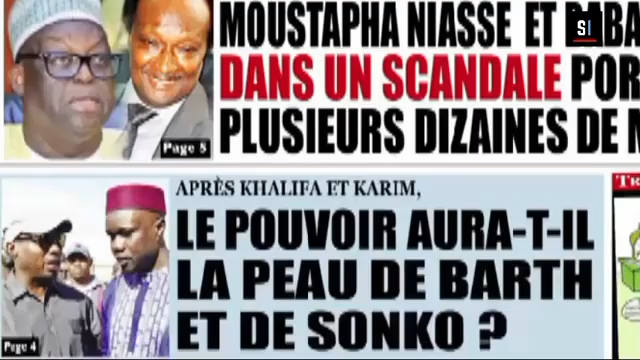 SI
MOUSTAPHA NIASSE ET
DANS UN SCANDALE
PLUSIEURS DIZAINES DE
Page 5
APRÈS KHALIFA ET KARIM,
LE POUVOIR AURA-T-IL
LA PEAU DE BARTH
ET DE SONKO ?
Page 4